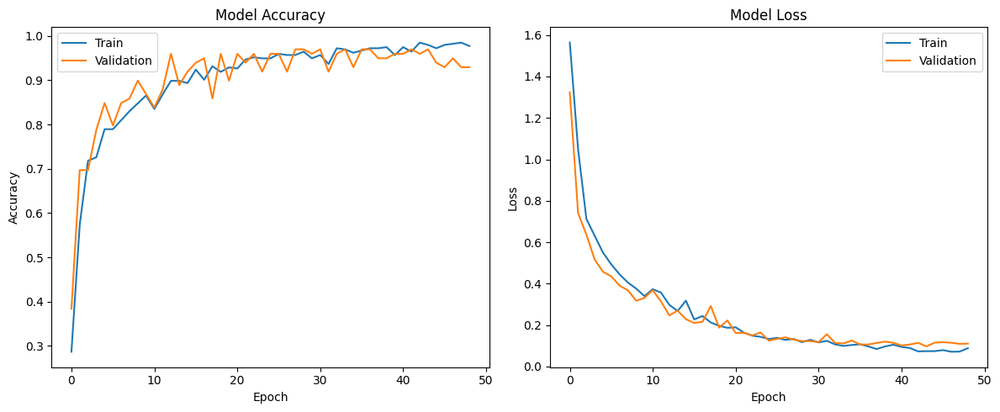 Model Accuracy
Train
Validation
Accuracy
1.0
0.9
0.8
0.7
0.6
0.5
0.4
0.3
0 10 20 30 40 50
Epoch
Model Loss
Train
Validation
Loss
1.6
1.4
1.2
1.0
0.8
0.6
0.4
0.2
0.0
0 10 20 30 40 50
Epoch